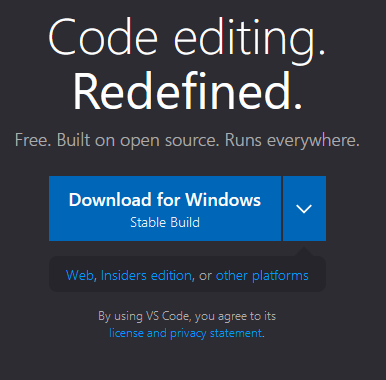 Code editing.
Redefined.
Free. Built on open source. Runs everywhere.
Download for Windows
Stable Build
Web, Insiders edition, or other platforms
By using VS Code, you agree to its
license and privacy statement.